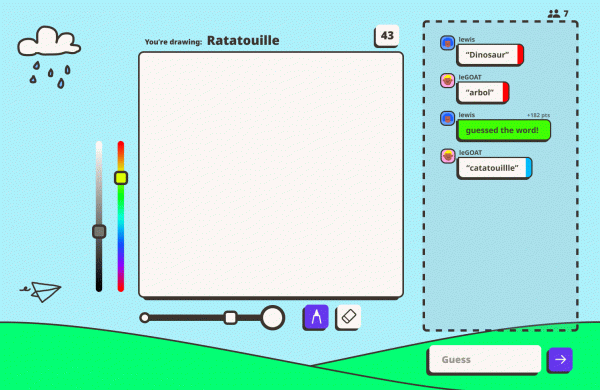 7
You're drawing: Ratatouille
43
lewis
“Dinosaur”
leGOAT
“arbol”
lewis
+182 pts
guessed the word!
leGOAT
“catatouillle”
Guess